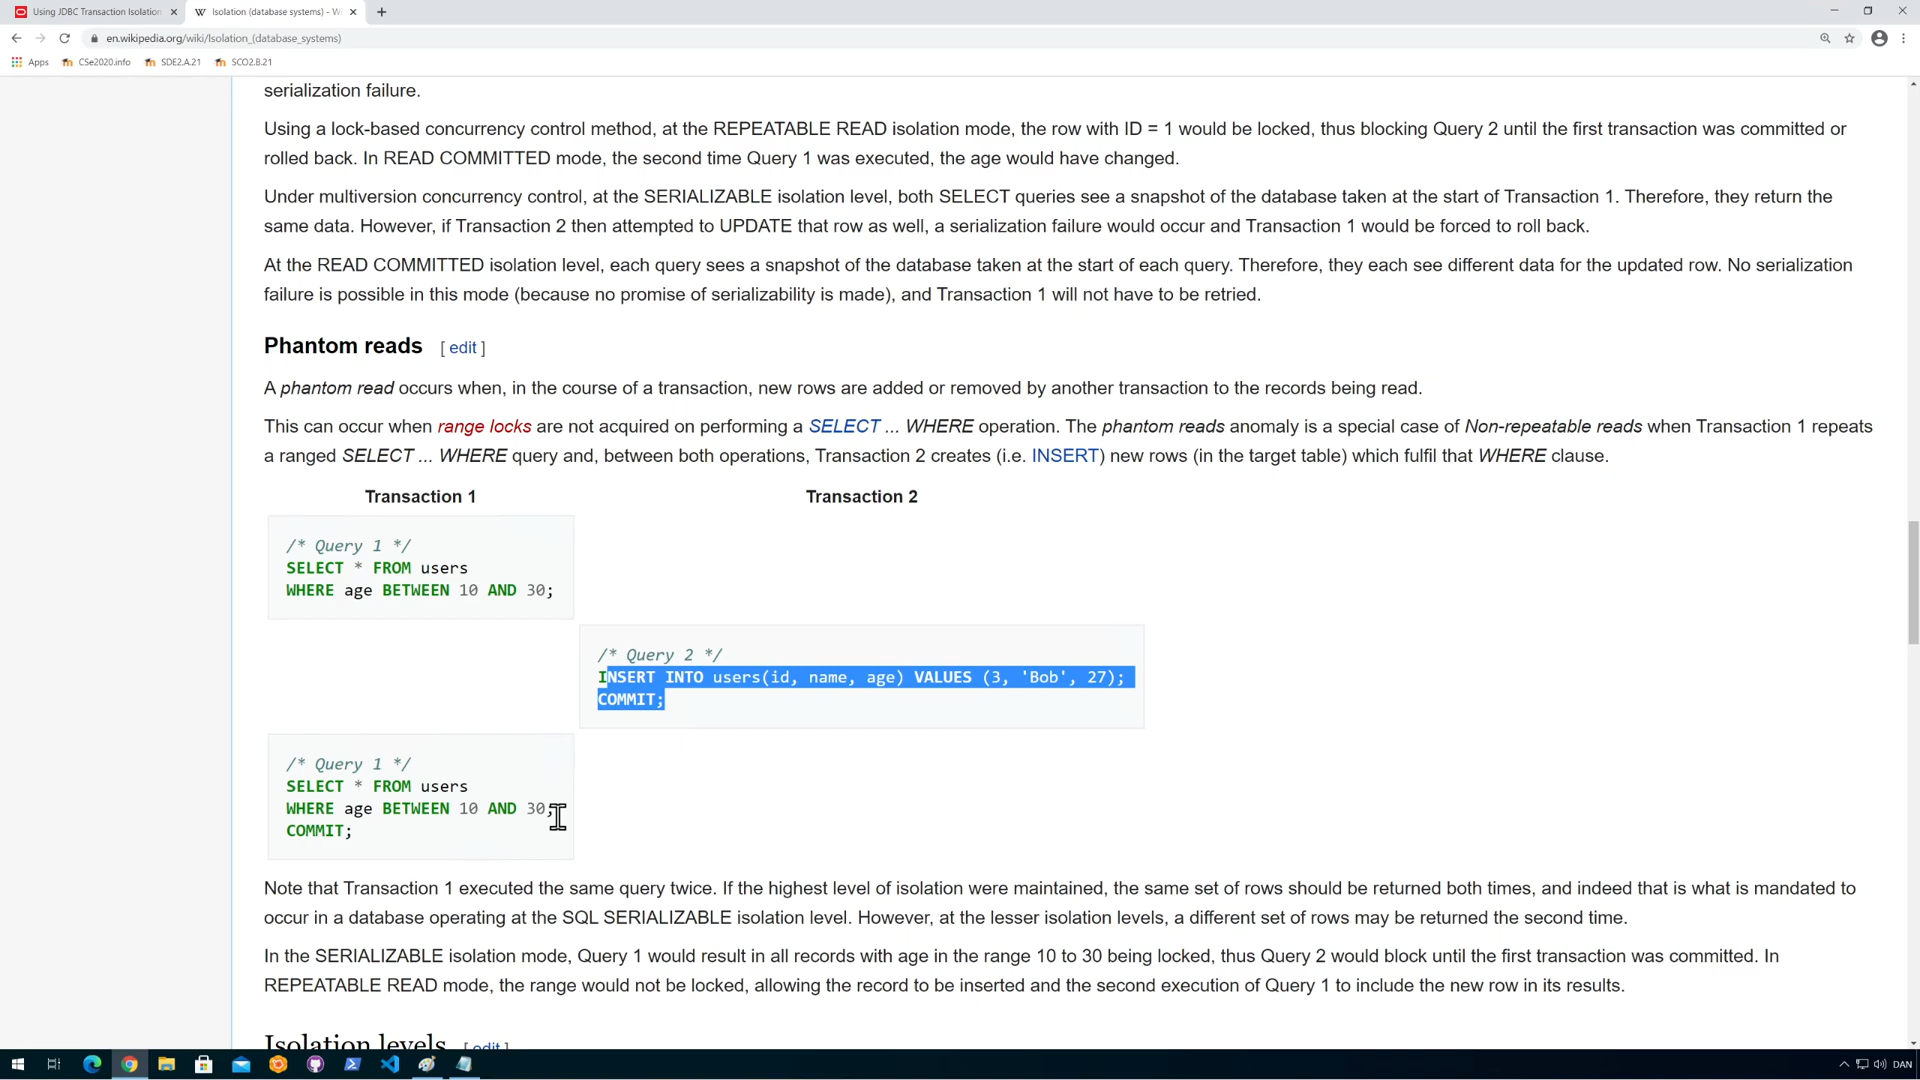 Using JDBC Transaction Isolation
Isolation (database systems) - W
en.wikipedia.org/wiki/Isolation_(database_systems)
Apps CSe2020.info SDE2.A.21 SCO2.B.21
serialization failure.
Using a lock-based concurrency control method, at the REPEATABLE READ isolation mode, the row with ID = 1 would be locked, thus blocking Query 2 until the first transaction was committed or
rolled back. In READ COMMITTED mode, the second time Query 1 was executed, the age would have changed.
Under multiversion concurrency control, at the SERIALIZABLE isolation level, both SELECT queries see a snapshot of the database taken at the start of Transaction 1. Therefore, they return the
same data. However, if Transaction 2 then attempted to UPDATE that row as well, a serialization failure would occur and Transaction 1 would be forced to roll back.
At the READ COMMITTED isolation level, each query sees a snapshot of the database taken at the start of each query. Therefore, they each see different data for the updated row. No serialization
failure is possible in this mode (because no promise of serializability is made), and Transaction 1 will not have to be retried.
Phantom reads [ edit ]
A phantom read occurs when, in the course of a transaction, new rows are added or removed by another transaction to the records being read.
This can occur when range locks are not acquired on performing a SELECT ... WHERE operation. The phantom reads anomaly is a special case of Non-repeatable reads when Transaction 1 repeats
a ranged SELECT ... WHERE query and, between both operations, Transaction 2 creates (i.e. INSERT) new rows (in the target table) which fulfil that WHERE clause.
Transaction 1 Transaction 2
/* Query 1 */
SELECT * FROM users
WHERE age BETWEEN 10 AND 30;
/* Query 2 */
INSERT INTO users(id, name, age) VALUES (3, 'Bob', 27);
COMMIT;
/* Query 1 */
SELECT * FROM users
WHERE age BETWEEN 10 AND 30;
COMMIT;
Note that Transaction 1 executed the same query twice. If the highest level of isolation were maintained, the same set of rows should be returned both times, and indeed that is what is mandated to
occur in a database operating at the SQL SERIALIZABLE isolation level. However, at the lesser isolation levels, a different set of rows may be returned the second time.
In the SERIALIZABLE isolation mode, Query 1 would result in all records with age in the range 10 to 30 being locked, thus Query 2 would block until the first transaction was committed. In
REPEATABLE READ mode, the range would not be locked, allowing the record to be inserted and the second execution of Query 1 to include the new row in its results.
Isolation levels [ edit ]
DAN